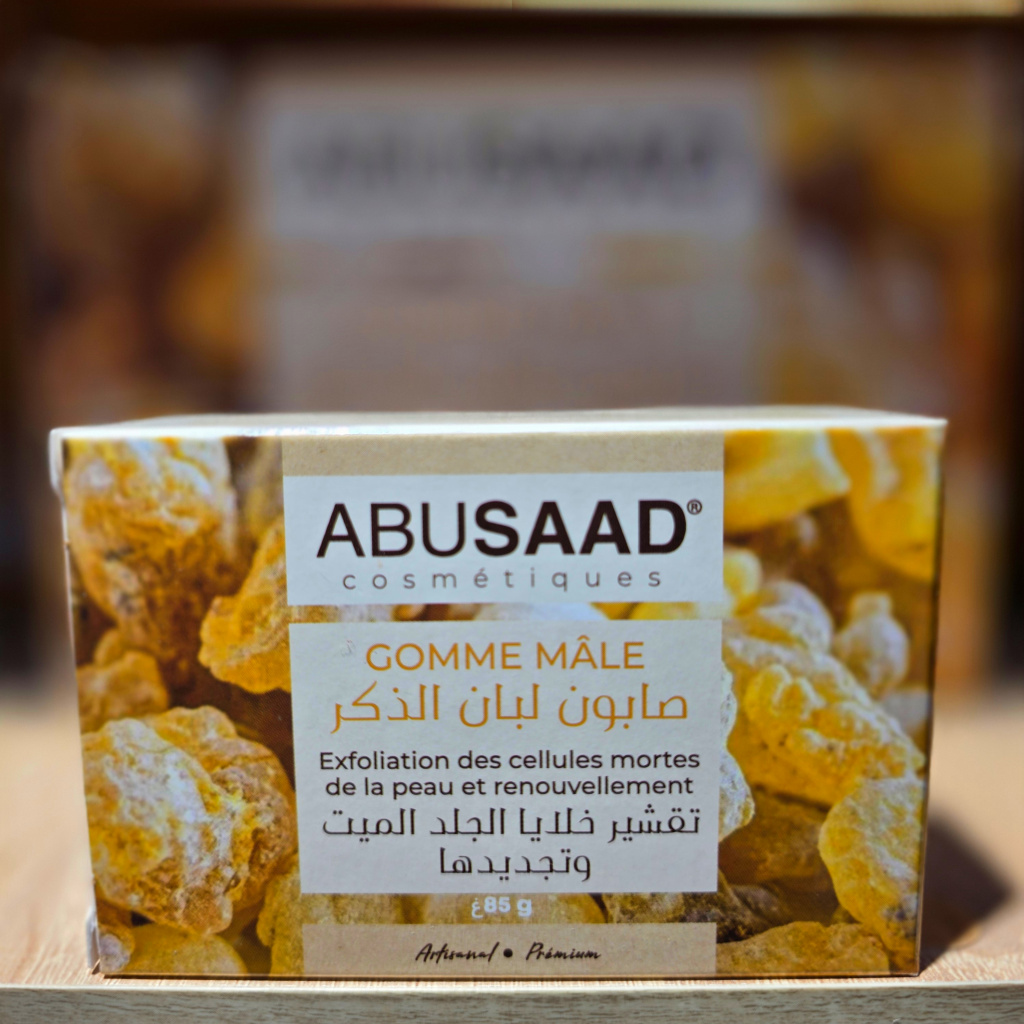 ABUSAAD®
cosmétiques
GOMME MÂLE
صابون لبان الذكر
Exfoliation des cellules mortes
de la peau et renouvellement
تقشير خلايا الجلد الميت
وتجديدها
85 g غ
Artisanal • Prémium